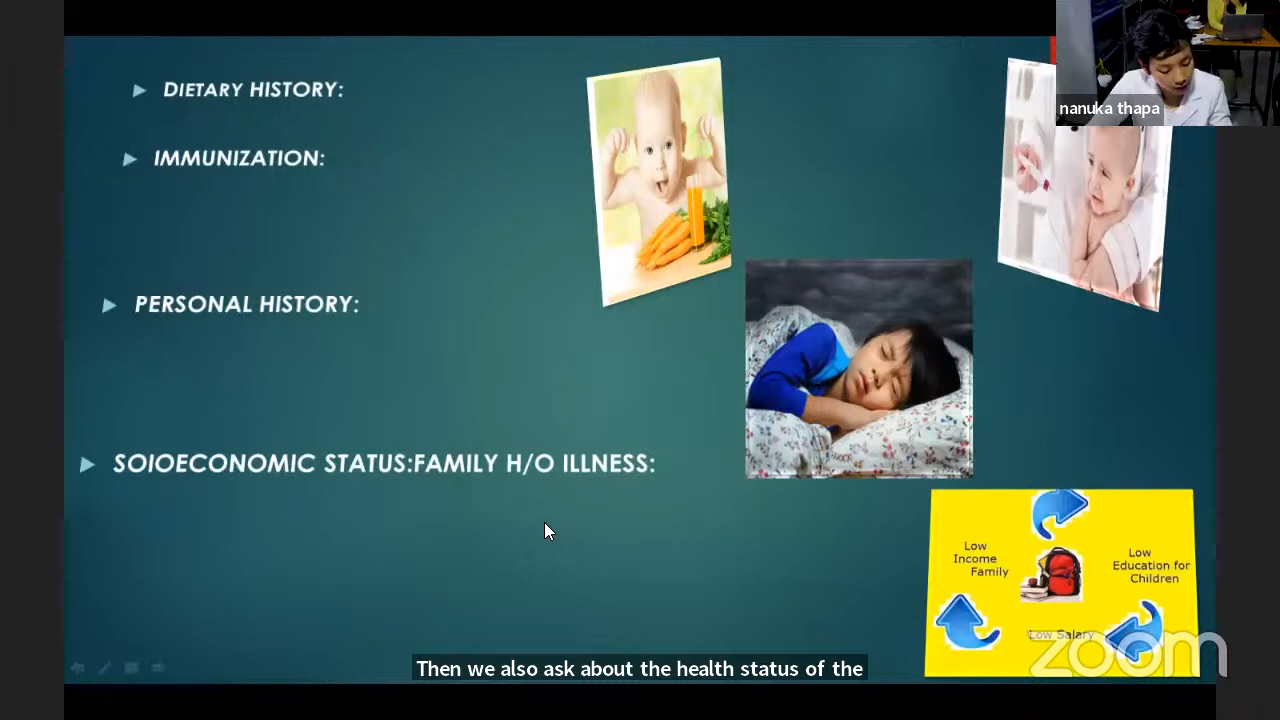 DIETARY HISTORY:
IMMUNIZATION:
PERSONAL HISTORY:
SOIOECONOMIC STATUS:FAMILY H/O ILLNESS:
nanuka thapa
Low
Income
Family
Low
Education for
Children
Low Salary
zoom
Then we also ask about the health status of the